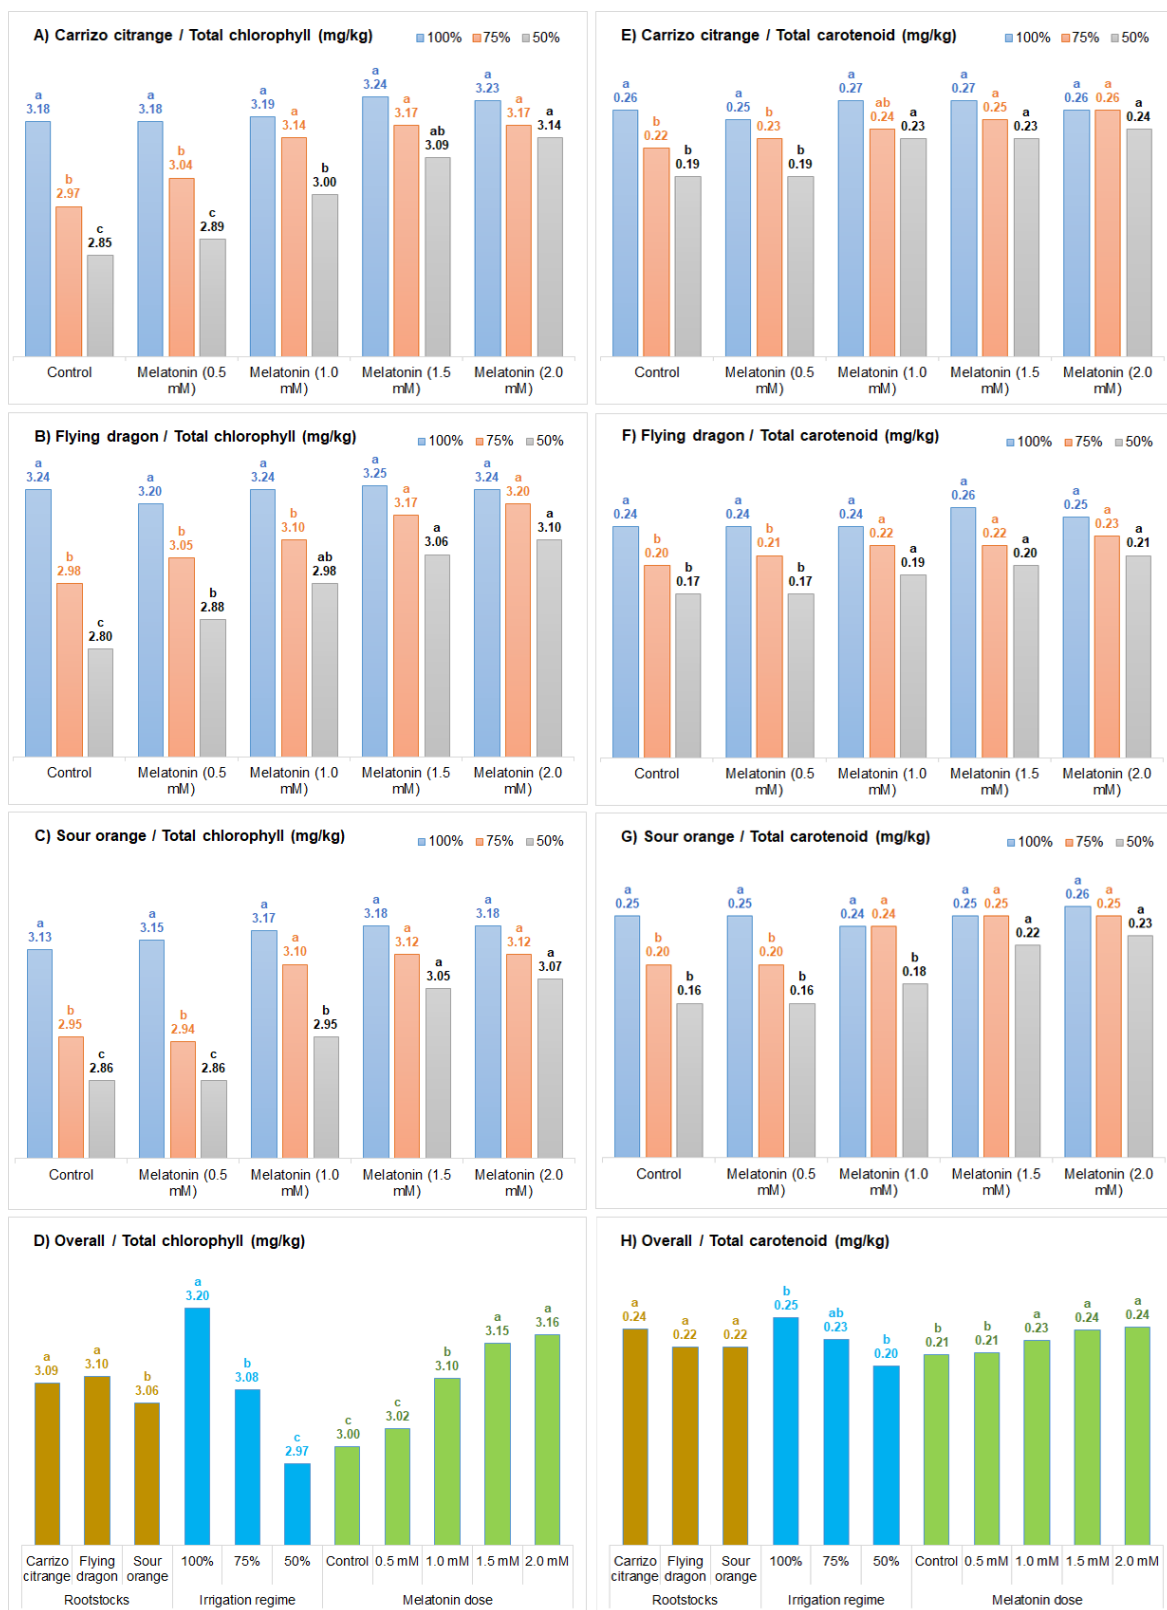 A) Carrizo citrange / Total chlorophyll (mg/kg)
100% 75% 50%
a 3.18 b 2.97 c 2.85
a 3.18 b 3.04 c 2.89
a 3.19 a 3.14 b 3.00
a 3.24 a 3.17 ab 3.09
a 3.23 a 3.17 a 3.14
Control
Melatonin (0.5 mM)
Melatonin (1.0 mM)
Melatonin (1.5 mM)
Melatonin (2.0 mM)
E) Carrizo citrange / Total carotenoid (mg/kg)
100% 75% 50%
a 0.26 b 0.22 b 0.19
a 0.25 b 0.23 b 0.19
a 0.27 ab 0.24 a 0.23
a 0.27 a 0.25 a 0.23
a 0.26 a 0.26 a 0.24
Control
Melatonin (0.5 mM)
Melatonin (1.0 mM)
Melatonin (1.5 mM)
Melatonin (2.0 mM)
B) Flying dragon / Total chlorophyll (mg/kg)
100% 75% 50%
a 3.24 b 2.98 c 2.80
a 3.20 b 3.05 b 2.88
a 3.24 b 3.10 ab 2.98
a 3.25 a 3.17 a 3.06
a 3.24 a 3.20 a 3.10
Control
Melatonin (0.5 mM)
Melatonin (1.0 mM)
Melatonin (1.5 mM)
Melatonin (2.0 mM)
F) Flying dragon / Total carotenoid (mg/kg)
100% 75% 50%
a 0.24 b 0.20 b 0.17
a 0.24 b 0.21 b 0.17
a 0.24 a 0.22 a 0.19
a 0.26 a 0.22 a 0.20
a 0.25 a 0.23 a 0.21
Control
Melatonin (0.5 mM)
Melatonin (1.0 mM)
Melatonin (1.5 mM)
Melatonin (2.0 mM)
C) Sour orange / Total chlorophyll (mg/kg)
100% 75% 50%
a 3.13 b 2.95 c 2.86
a 3.15 b 2.94 c 2.86
a 3.17 a 3.10 b 2.95
a 3.18 a 3.12 a 3.05
a 3.18 a 3.12 a 3.07
Control
Melatonin (0.5 mM)
Melatonin (1.0 mM)
Melatonin (1.5 mM)
Melatonin (2.0 mM)
G) Sour orange / Total carotenoid (mg/kg)
100% 75% 50%
a 0.25 b 0.20 b 0.16
a 0.25 b 0.20 b 0.16
a 0.24 a 0.24 b 0.18
a 0.25 a 0.25 a 0.22
a 0.26 a 0.25 a 0.23
Control
Melatonin (0.5 mM)
Melatonin (1.0 mM)
Melatonin (1.5 mM)
Melatonin (2.0 mM)
D) Overall / Total chlorophyll (mg/kg)
a 3.09 a 3.10 b 3.06
a 3.20 b 3.08 c 2.97
c 3.00 c 3.02 b 3.10 a 3.15 a 3.16
Carrizo citrange
Flying dragon
Sour orange
100% 75% 50%
Control 0.5 mM 1.0 mM 1.5 mM 2.0 mM
Rootstocks Irrigation regime Melatonin dose
H) Overall / Total carotenoid (mg/kg)
a 0.24 a 0.22 a 0.22
b 0.25 ab 0.23 b 0.20
b 0.21 b 0.21 a 0.23 a 0.24 a 0.24
Carrizo citrange
Flying dragon
Sour orange
100% 75% 50%
Control 0.5 mM 1.0 mM 1.5 mM 2.0 mM
Rootstocks Irrigation regime Melatonin dose